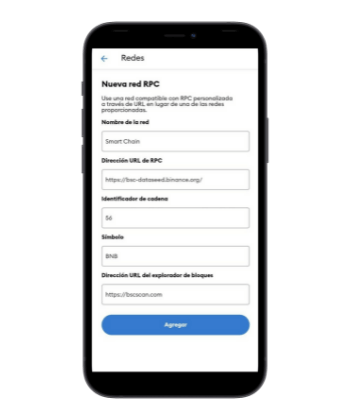 Redes
Nueva red RPC
Use una red compatible con RPC personalizada
a través de URL en lugar de una de las redes
proporcionadas.
Nombre de la red
Smart Chain
Dirección URL de RPC
https://bsc-dataseed.binance.org/
Identificador de cadena
56
Símbolo
BNB
Dirección URL del explorador de bloques
https://bscscan.com
Agregar